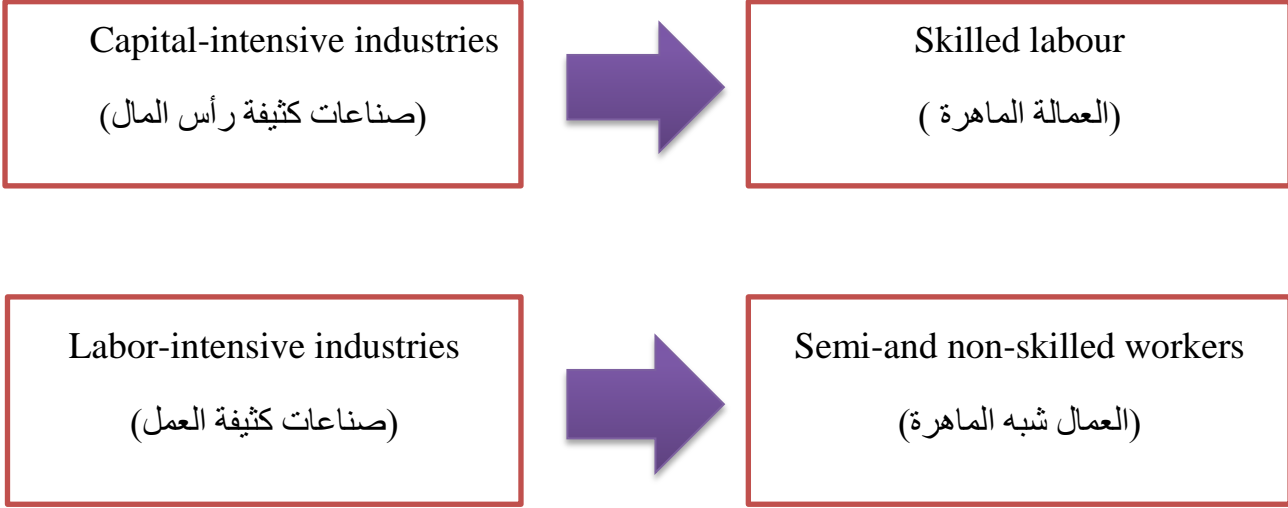 Capital-intensive industries
(صناعات كثيفة رأس المال)
Skilled labour
(العمالة الماهرة )
Labor-intensive industries
(صناعات كثيفة العمل)
Semi-and non-skilled workers
(العمال شبه الماهرة)